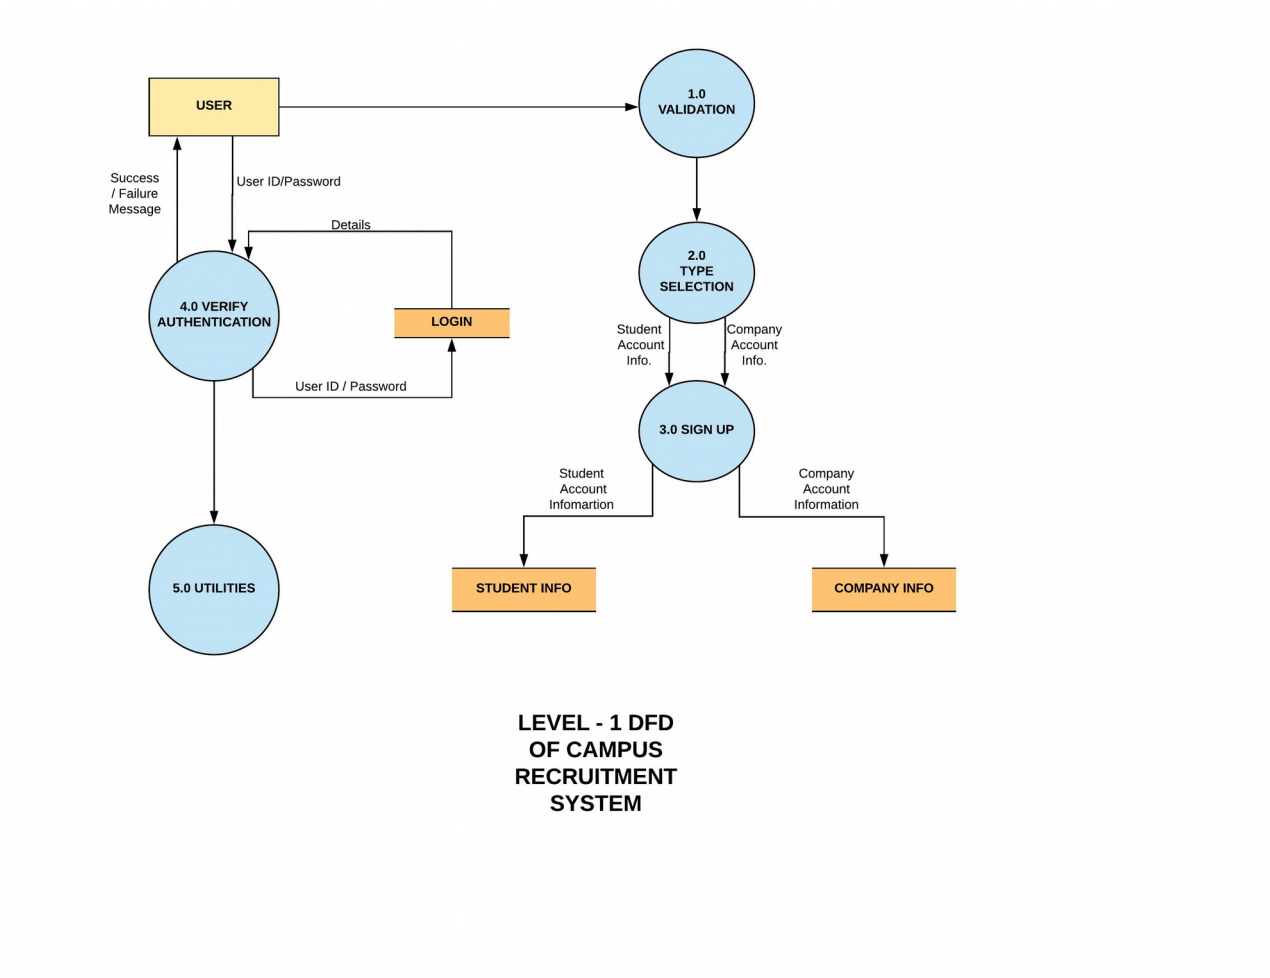 USER
1.0
VALIDATION
Success
/ Failure
Message
User ID/Password
Details
2.0
TYPE
SELECTION
4.0 VERIFY
AUTHENTICATION
LOGIN
Student
Account
Info.
Company
Account
Info.
User ID / Password
3.0 SIGN UP
Student
Account
Infomartion
Company
Account
Information
5.0 UTILITIES
STUDENT INFO
COMPANY INFO
LEVEL - 1 DFD
OF CAMPUS
RECRUITMENT
SYSTEM